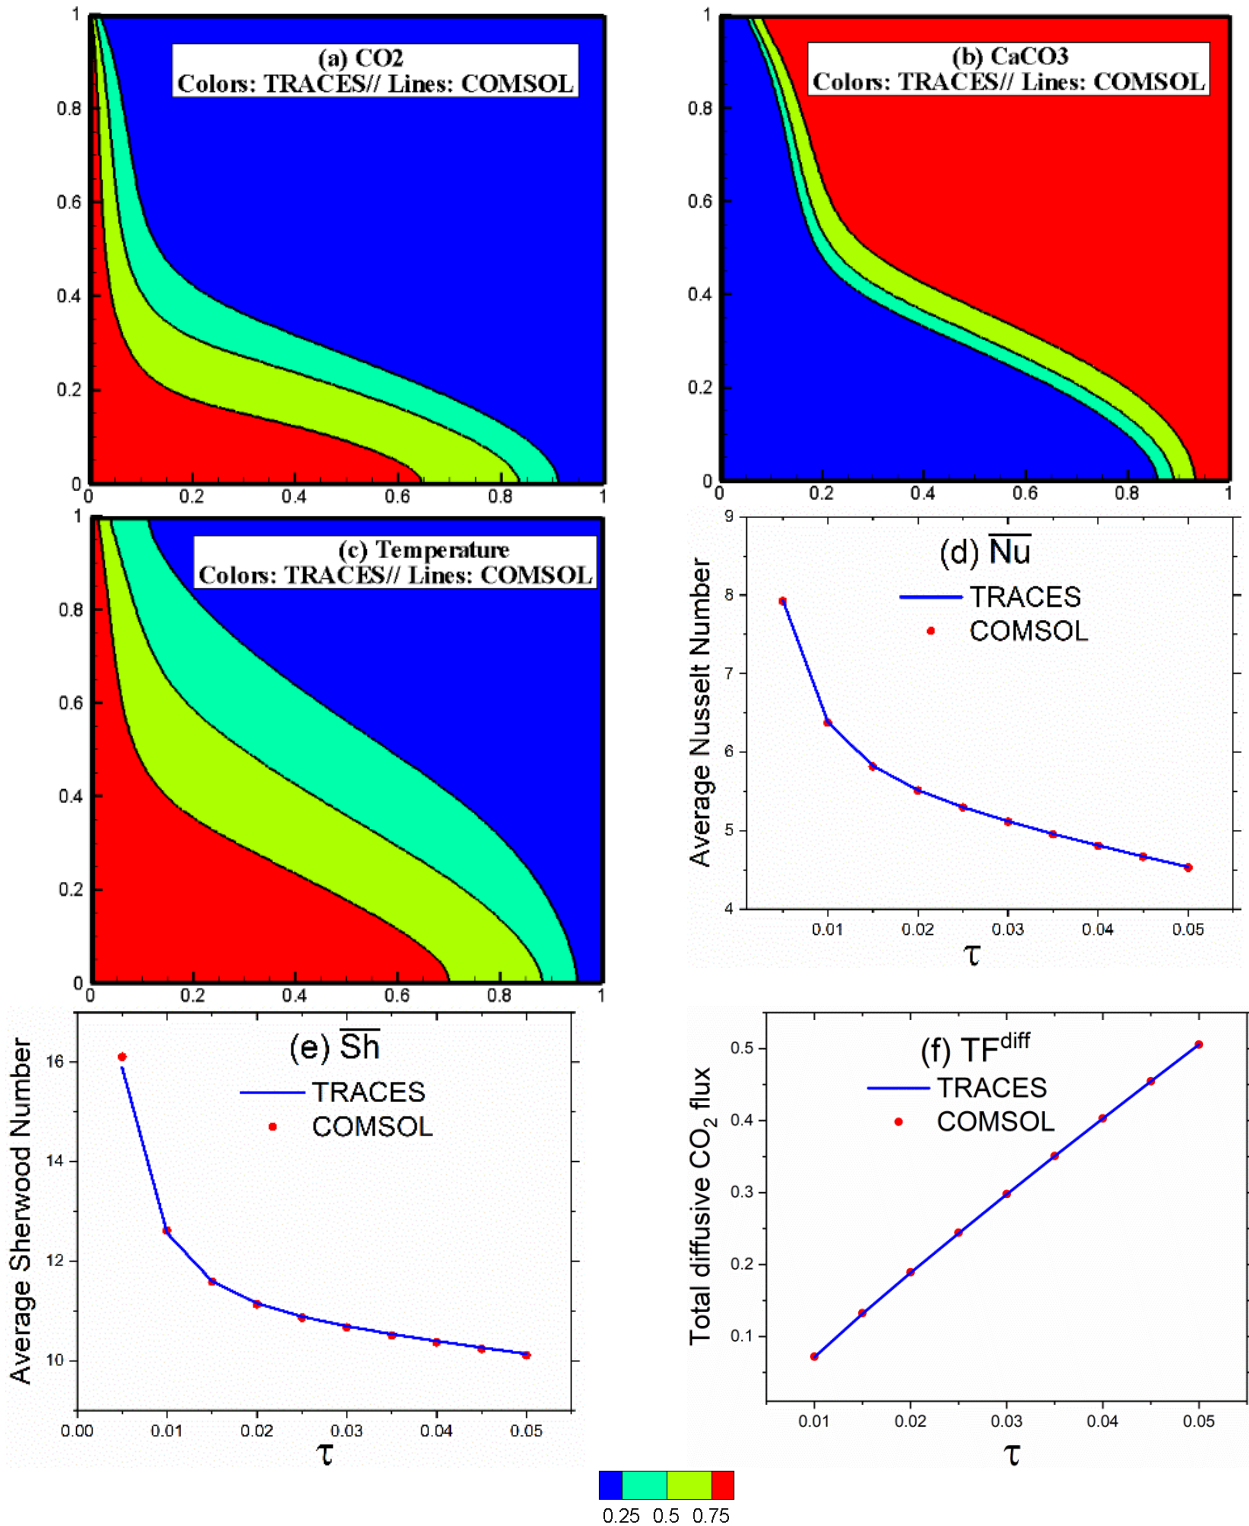 (a) CO2
Colors: TRACES// Lines: COMSOL
1
0.8
0.6
0.4
0.2
0
0 0.2 0.4 0.6 0.8 1
(b) CaCO3
Colors: TRACES// Lines: COMSOL
1
0.8
0.6
0.4
0.2
0
0 0.2 0.4 0.6 0.8 1
(c) Temperature
Colors: TRACES// Lines: COMSOL
1
0.8
0.6
0.4
0.2
0
0 0.2 0.4 0.6 0.8 1
(d) N̅u̅
TRACES
COMSOL
Average Nusselt Number
9
8
7
6
5
4
0.01 0.02 0.03 0.04 0.05
τ
(e) S̅h̅
TRACES
COMSOL
Average Sherwood Number
16
14
12
10
0.00 0.01 0.02 0.03 0.04 0.05
τ
(f) TF^diff
TRACES
COMSOL
Total diffusive CO₂ flux
0.5
0.4
0.3
0.2
0.1
0.01 0.02 0.03 0.04 0.05
τ
0.25 0.5 0.75